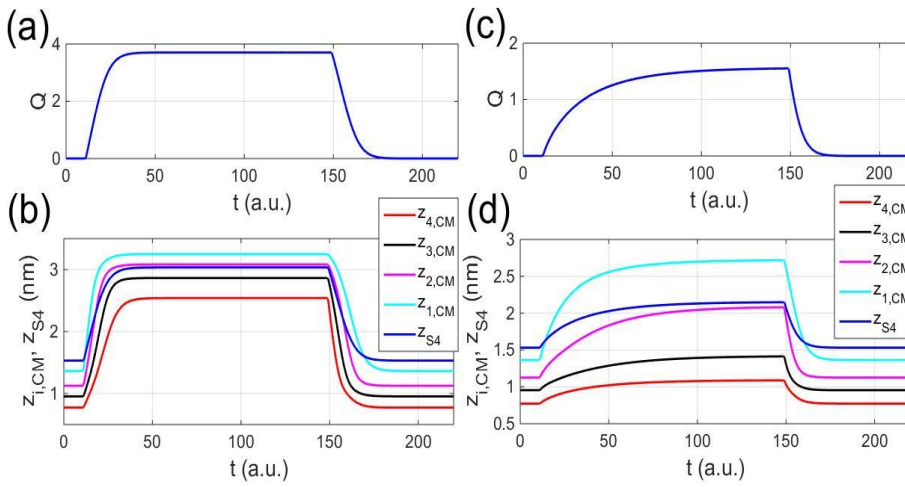 (a)
4
2
0
Q
0 50 100 150 200
t (a.u.)
(b)
z4,CM
z3,CM
z2,CM
z1,CM
zS4
3
2
1
zi,CM, zS4 (nm)
0 50 100 150 200
t (a.u.)
(c)
2
1
0
Q
0 50 100 150 200
t (a.u.)
(d)
z4,CM
z3,CM
z2,CM
z1,CM
zS4
3
2.5
2
1.5
1
0.5
zi,CM, zS4 (nm)
0 50 100 150 200
t (a.u.)